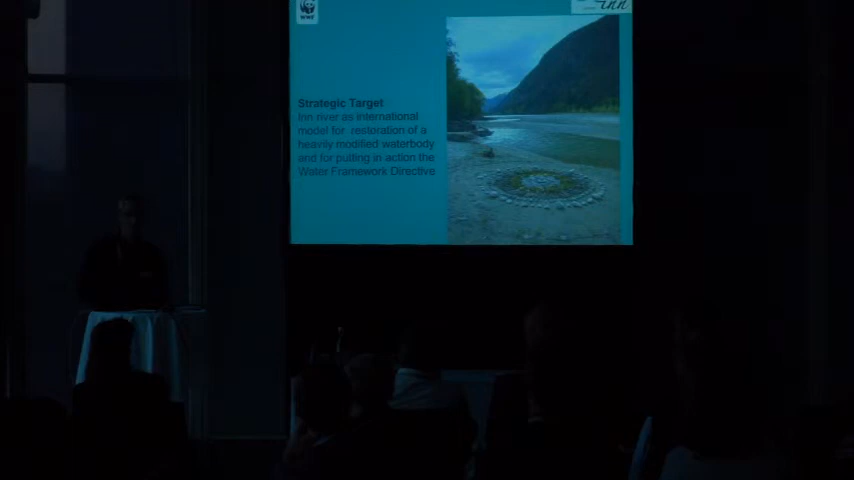 WWF
inn
Strategic Target
Inn river as international
model for restoration of a
heavily modified waterbody
and for putting in action the
Water Framework Directive